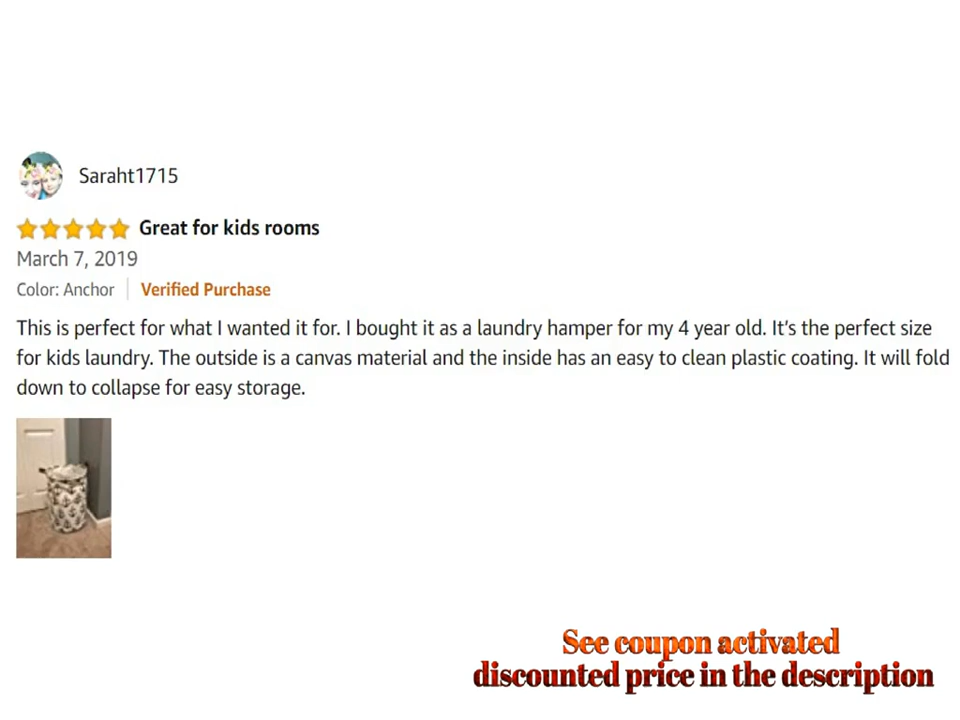 Saraht1715
Great for kids rooms
March 7, 2019
Color: Anchor | Verified Purchase
This is perfect for what I wanted it for. I bought it as a laundry hamper for my 4 year old. It's the perfect size
for kids laundry. The outside is a canvas material and the inside has an easy to clean plastic coating. It will fold
down to collapse for easy storage.
See coupon activated
discounted price in the description